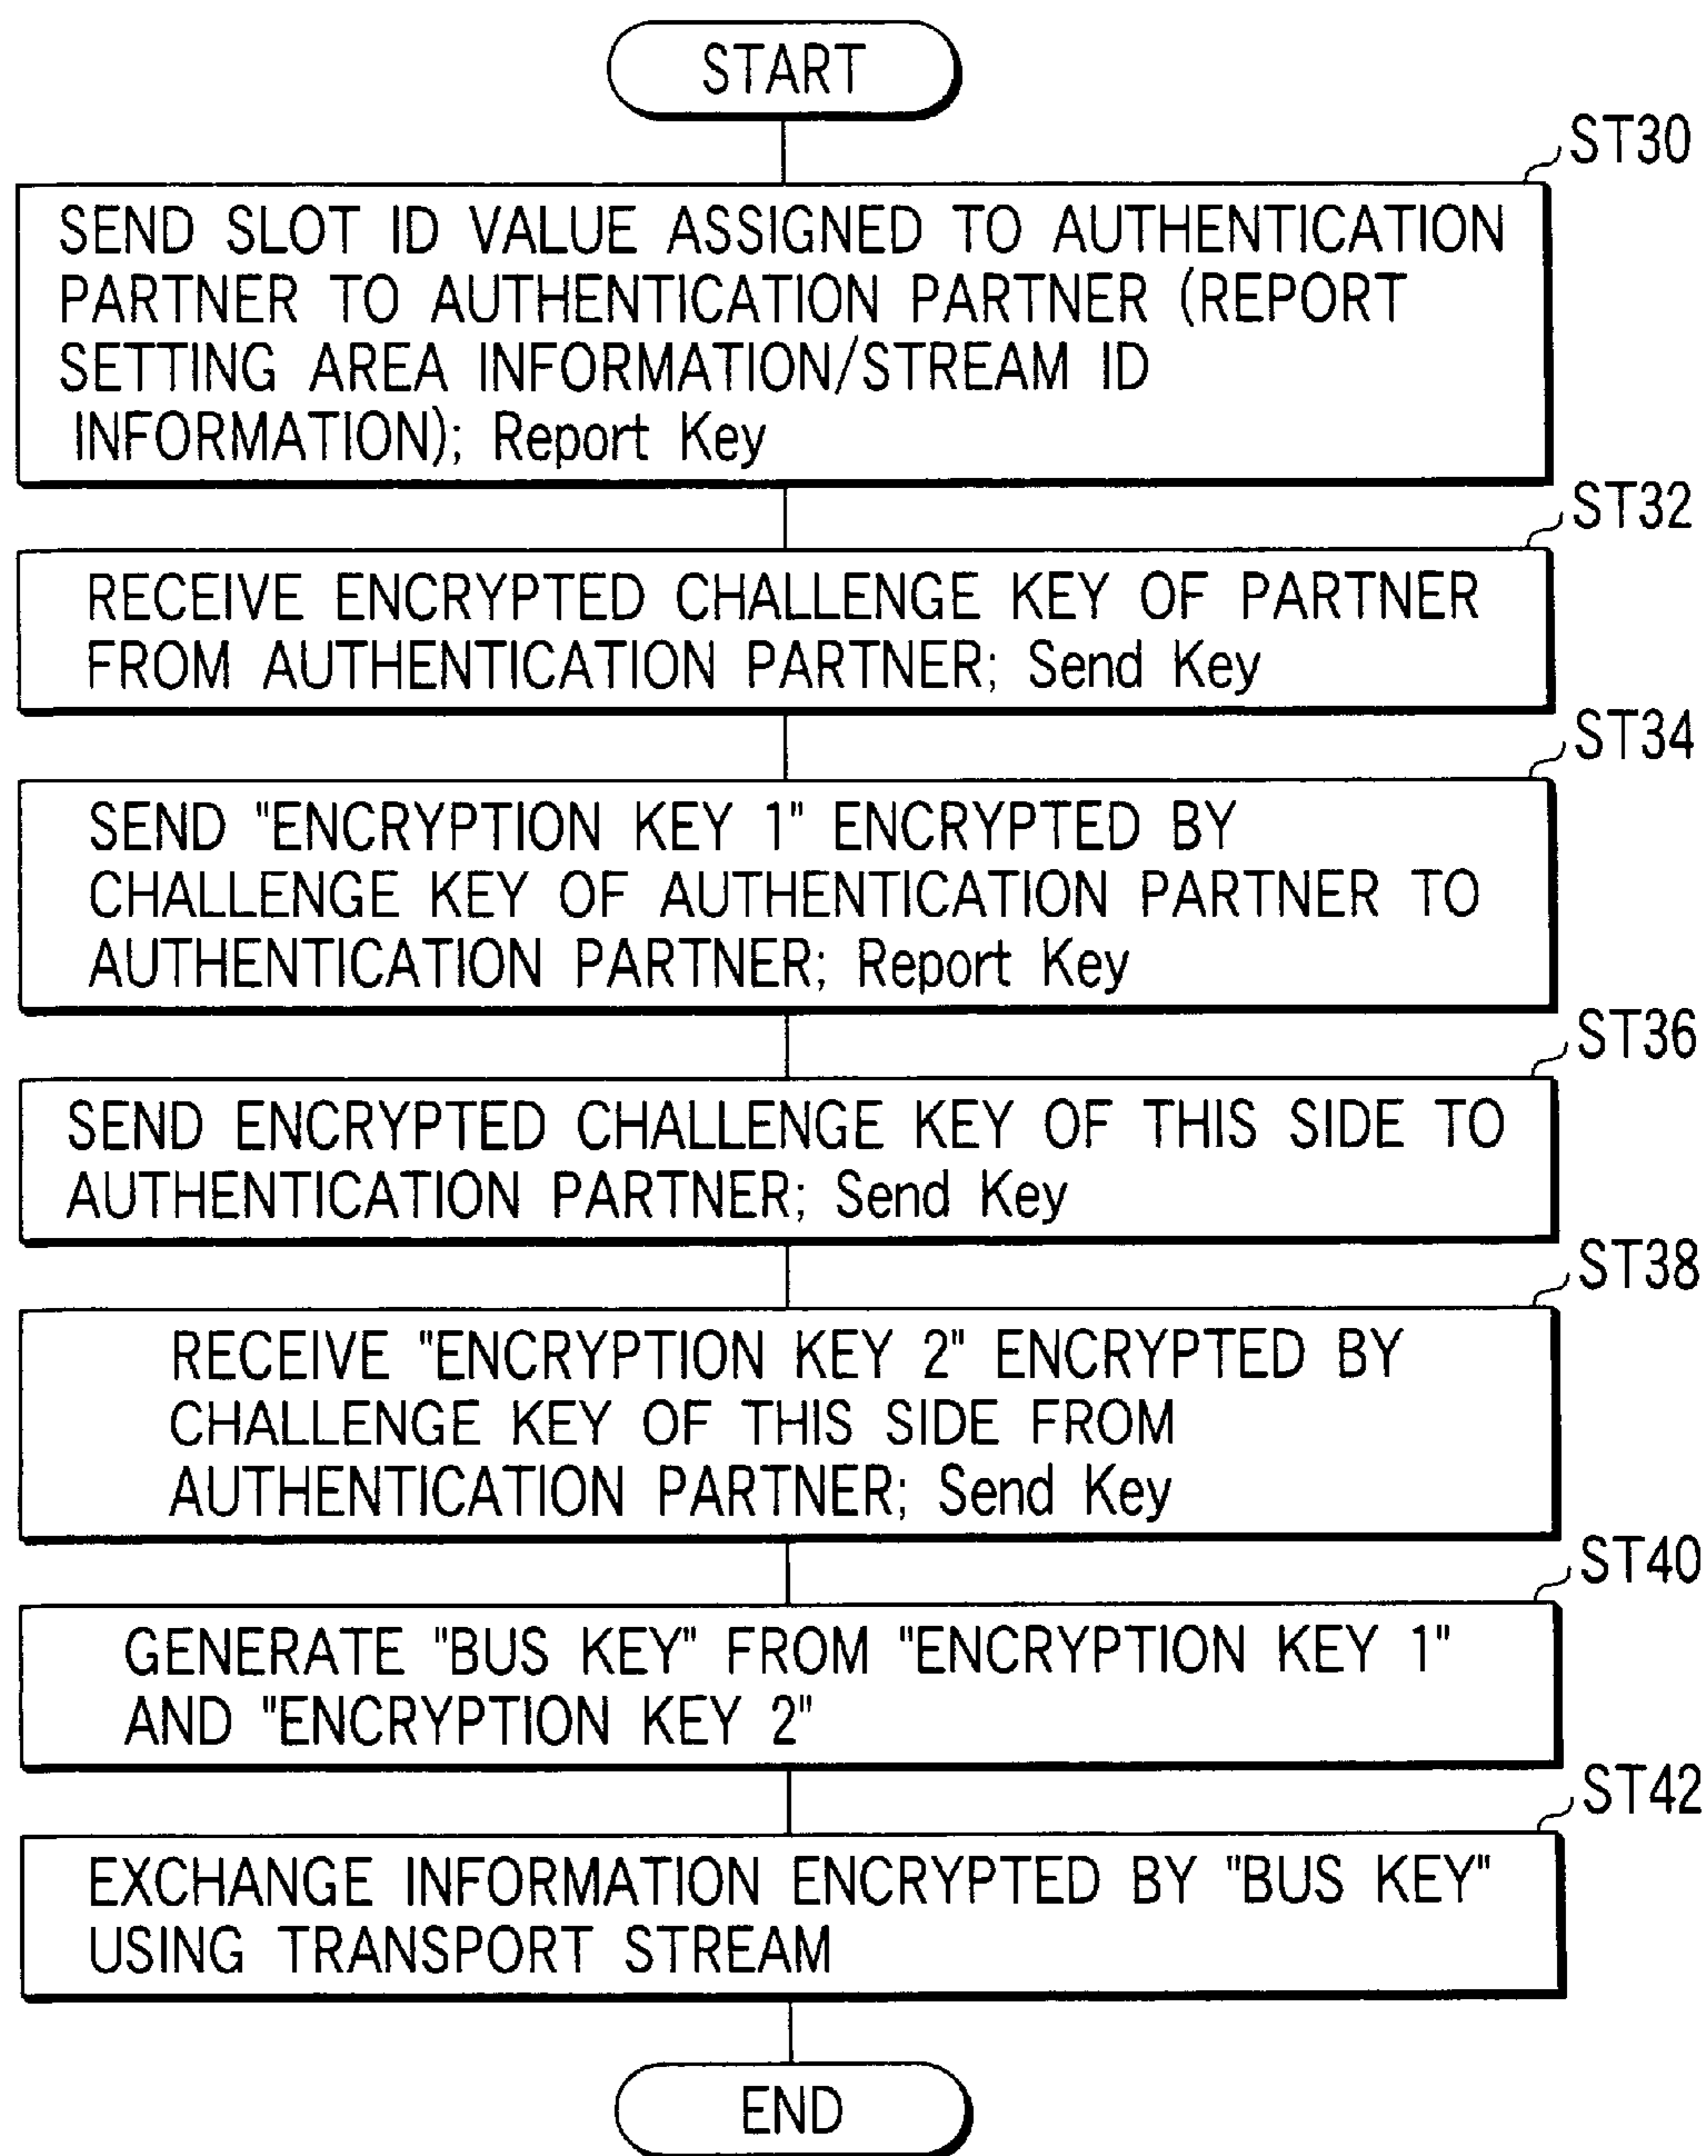 START
ST30
SEND SLOT ID VALUE ASSIGNED TO AUTHENTICATION
PARTNER TO AUTHENTICATION PARTNER (REPORT
SETTING AREA INFORMATION/STREAM ID
INFORMATION); Report Key
ST32
RECEIVE ENCRYPTED CHALLENGE KEY OF PARTNER
FROM AUTHENTICATION PARTNER; Send Key
ST34
SEND "ENCRYPTION KEY 1" ENCRYPTED BY
CHALLENGE KEY OF AUTHENTICATION PARTNER TO
AUTHENTICATION PARTNER; Report Key
ST36
SEND ENCRYPTED CHALLENGE KEY OF THIS SIDE TO
AUTHENTICATION PARTNER; Send Key
ST38
RECEIVE "ENCRYPTION KEY 2" ENCRYPTED BY
CHALLENGE KEY OF THIS SIDE FROM
AUTHENTICATION PARTNER; Send Key
ST40
GENERATE "BUS KEY" FROM "ENCRYPTION KEY 1"
AND "ENCRYPTION KEY 2"
ST42
EXCHANGE INFORMATION ENCRYPTED BY "BUS KEY"
USING TRANSPORT STREAM
END